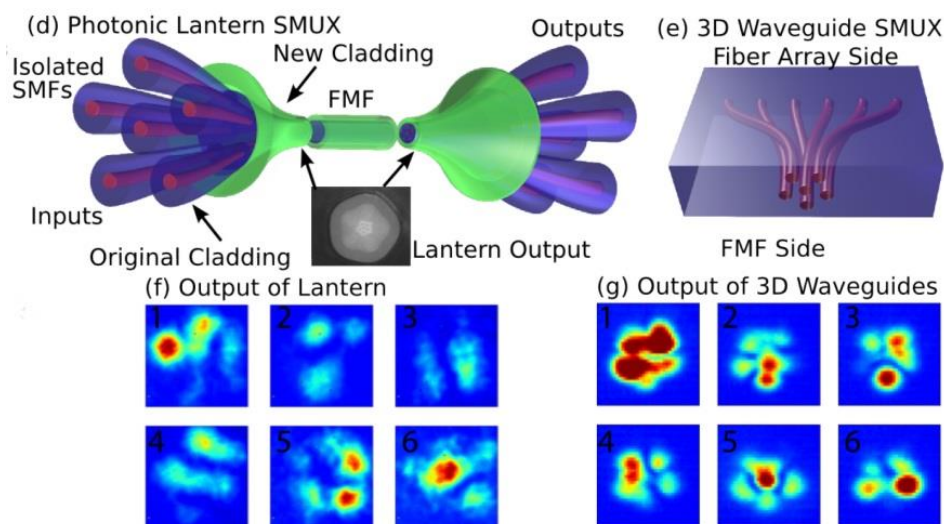 (d) Photonic Lantern SMUX
New Cladding
Outputs
(e) 3D Waveguide SMUX
Fiber Array Side
Isolated
SMFs
FMF
Inputs
Original Cladding
Lantern Output
FMF Side
(f) Output of Lantern
1 2 3
4 5 6
(g) Output of 3D Waveguides
1 2 3
4 5 6